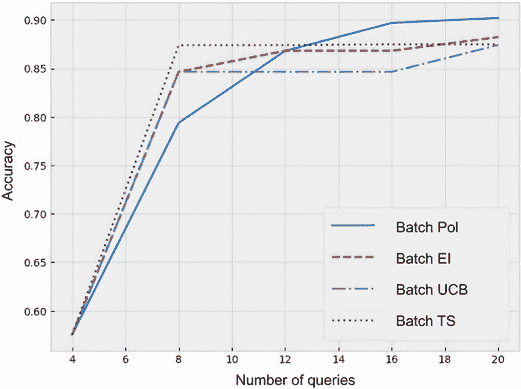 0.90
0.85
0.80
0.75
0.70
0.65
0.60
Accuracy
Batch PoI
Batch EI
Batch UCB
Batch TS
4 6 8 10 12 14 16 18 20
Number of queries